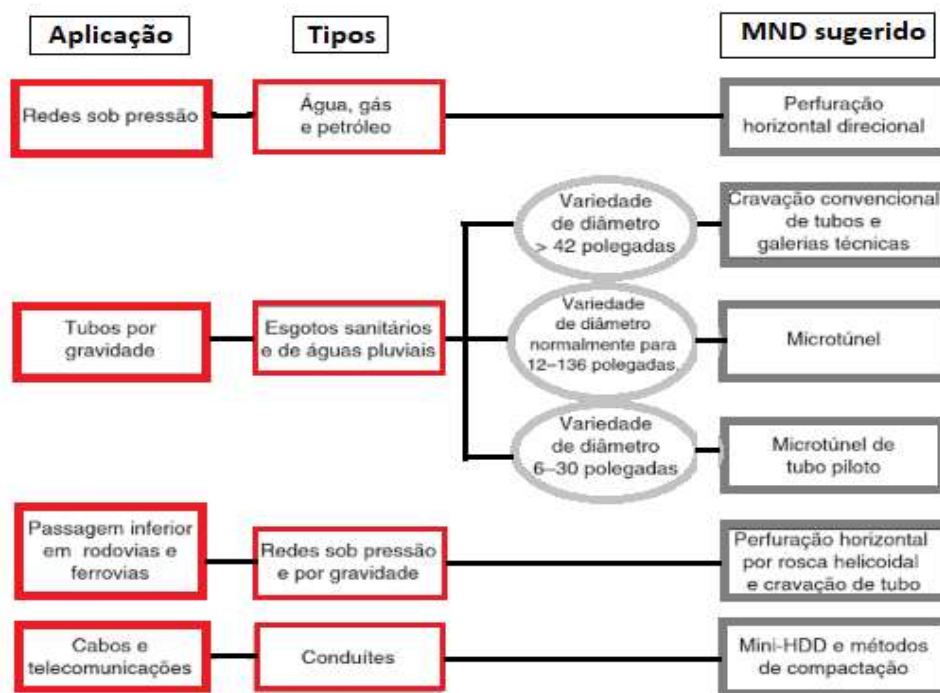 Aplicação
Tipos
MND sugerido
Redes sob pressão
Água, gás
e petróleo
Perfuração
horizontal direcional
Variedade
de diâmetro
> 42 polegadas
Cravação convencional
de tubos e
galerias técnicas
Tubos por
gravidade
Esgotos sanitários
e de águas pluviais
Variedade
de diâmetro
normalmente para
12–136 polegadas.
Microtúnel
Variedade
de diâmetro
6–30 polegadas
Microtúnel de
tubo piloto
Passagem inferior
em rodovias e
ferrovias
Redes sob pressão
e por gravidade
Perfuração horizontal
por rosca helicoidal
e cravação de tubo
Cabos e
telecomunicações
Conduítes
Mini-HDD e métodos
de compactação